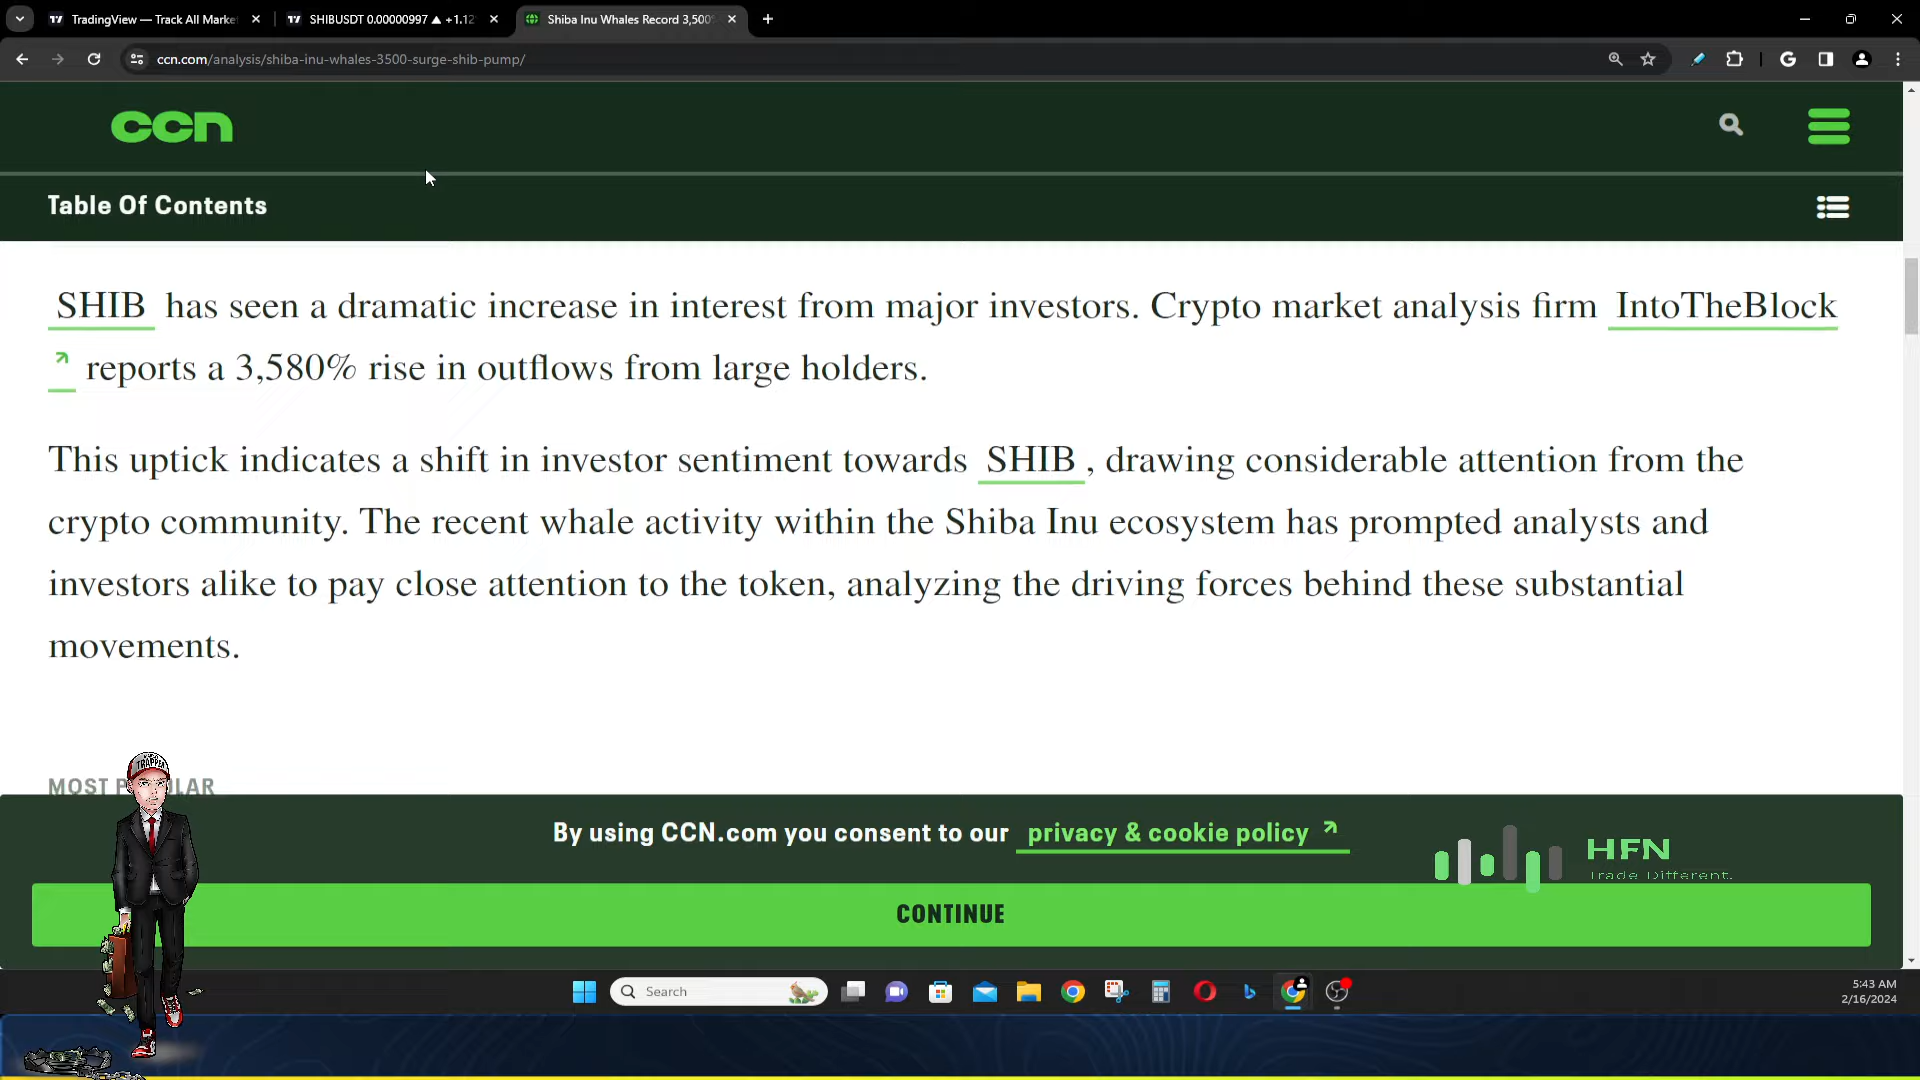 TradingView — Track All Marke
SHIBUSDT 0.00000997 ▲ +1.12
Shiba Inu Whales Record 3,500
ccn.com/analysis/shiba-inu-whales-3500-surge-shib-pump/
ccn
Table Of Contents
SHIB has seen a dramatic increase in interest from major investors. Crypto market analysis firm IntoTheBlock
reports a 3,580% rise in outflows from large holders.
This uptick indicates a shift in investor sentiment towards SHIB, drawing considerable attention from the
crypto community. The recent whale activity within the Shiba Inu ecosystem has prompted analysts and
investors alike to pay close attention to the token, analyzing the driving forces behind these substantial
movements.
MOST P ULAR
TRAPPER
By using CCN.com you consent to our privacy & cookie policy
HFN
Trade Different.
CONTINUE
Search
5:43 AM
2/16/2024